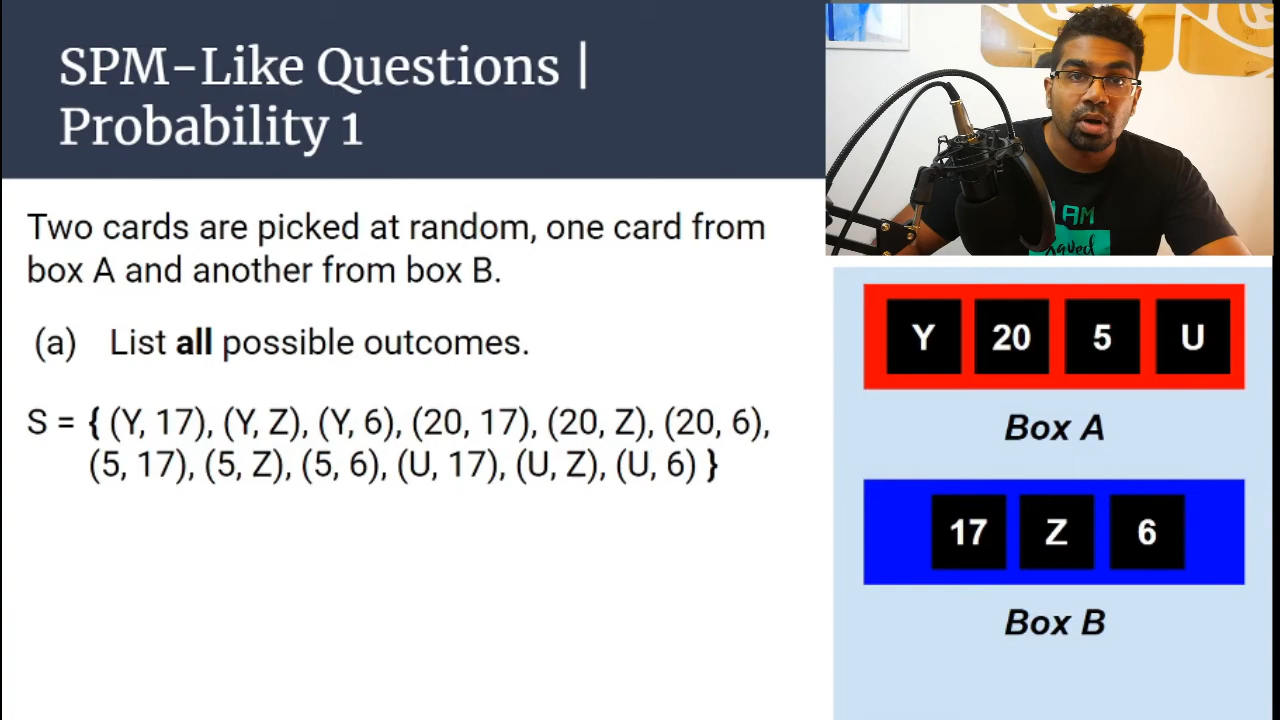 SPM-Like Questions |
Probability 1
Two cards are picked at random, one card from
box A and another from box B.
(a) List all possible outcomes.
S = { (Y, 17), (Y, Z), (Y, 6), (20, 17), (20, Z), (20, 6),
(5, 17), (5, Z), (5, 6), (U, 17), (U, Z), (U, 6) }
I AM
Saved
Y 20 5 U
Box A
17 Z 6
Box B